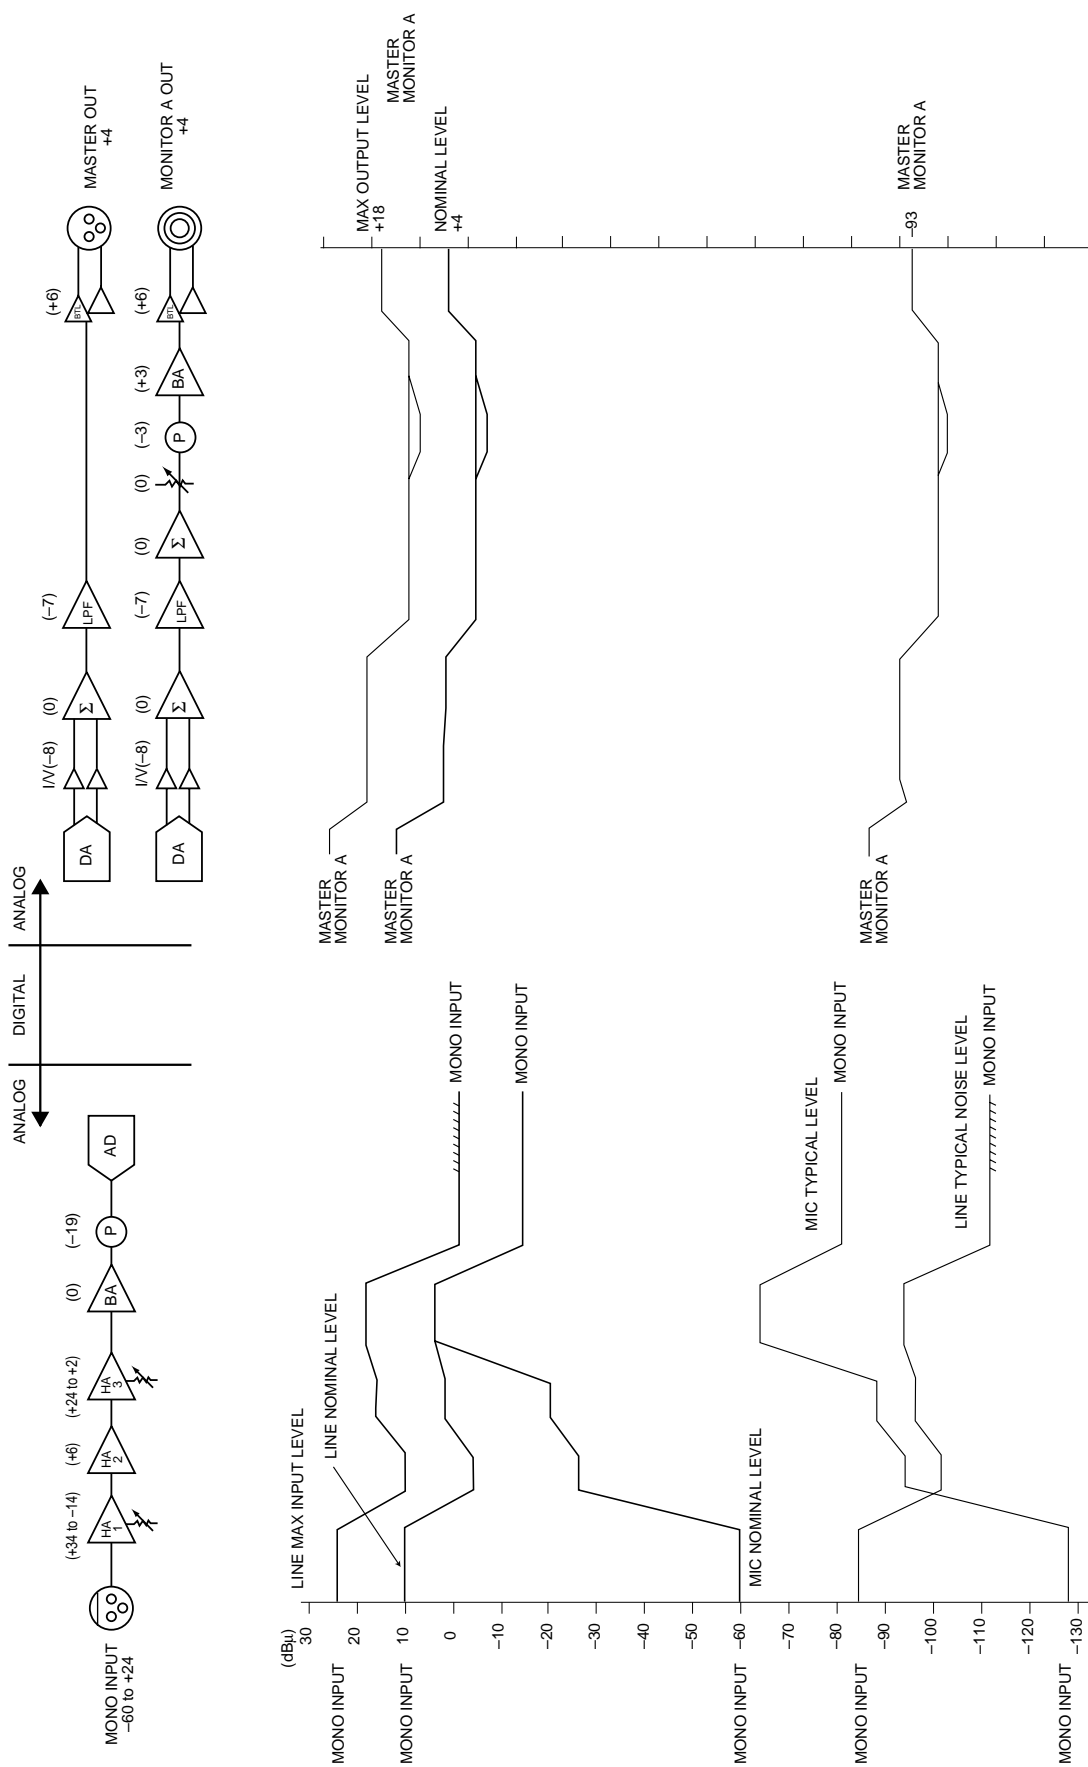 MONO INPUT
–60 to +24
(+34 to –14)
HA
1
(+6)
HA
2
(+24 to +2)
HA
3
(0)
BA
(–19)
P
AD
ANALOG
DIGITAL
ANALOG
DA
I/V(–8)
(0)
Σ
(–7)
LPF
(+6)
BTL
MASTER OUT
+4
DA
I/V(–8)
(0)
Σ
(–7)
LPF
(0)
Σ
(0)
(–3)
P
(+3)
BA
(+6)
BTL
MONITOR A OUT
+4
(dBµ)
30
20
10
0
–10
–20
–30
–40
–50
–60
–70
–80
–90
–100
–110
–120
–130
MONO INPUT
MONO INPUT
MONO INPUT
MONO INPUT
MONO INPUT
LINE MAX INPUT LEVEL
LINE NOMINAL LEVEL
MIC NOMINAL LEVEL
MONO INPUT
MONO INPUT
MIC TYPICAL LEVEL
MONO INPUT
LINE TYPICAL NOISE LEVEL
MONO INPUT
MASTER
MONITOR A
MASTER
MONITOR A
MASTER
MONITOR A
MAX OUTPUT LEVEL
+18
MASTER
MONITOR A
NOMINAL LEVEL
+4
–93
MASTER
MONITOR A